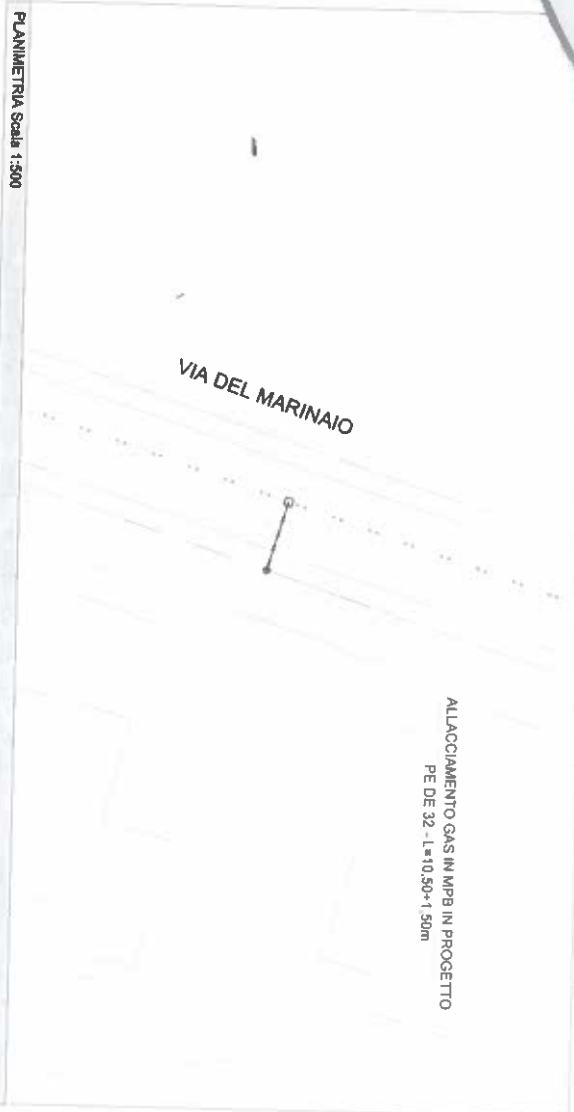 VIA DEL MARINAIO
ALLACCIAMENTO GAS IN MPB IN PROGETTO
PE DE 32 - L=10,50+1,50m
PLANIMETRIA Scala 1:500